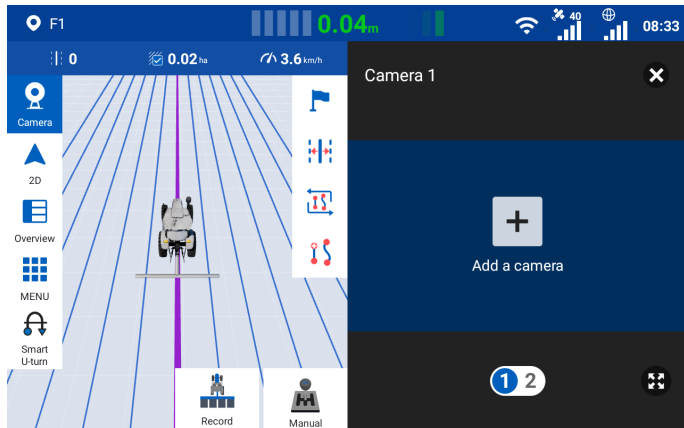 F1
0.04m
40
08:33
0
0.02 ha
3.6 km/h
Camera
2D
Overview
MENU
Smart
U-turn
Record
Manual
Camera 1
Add a camera
1 2